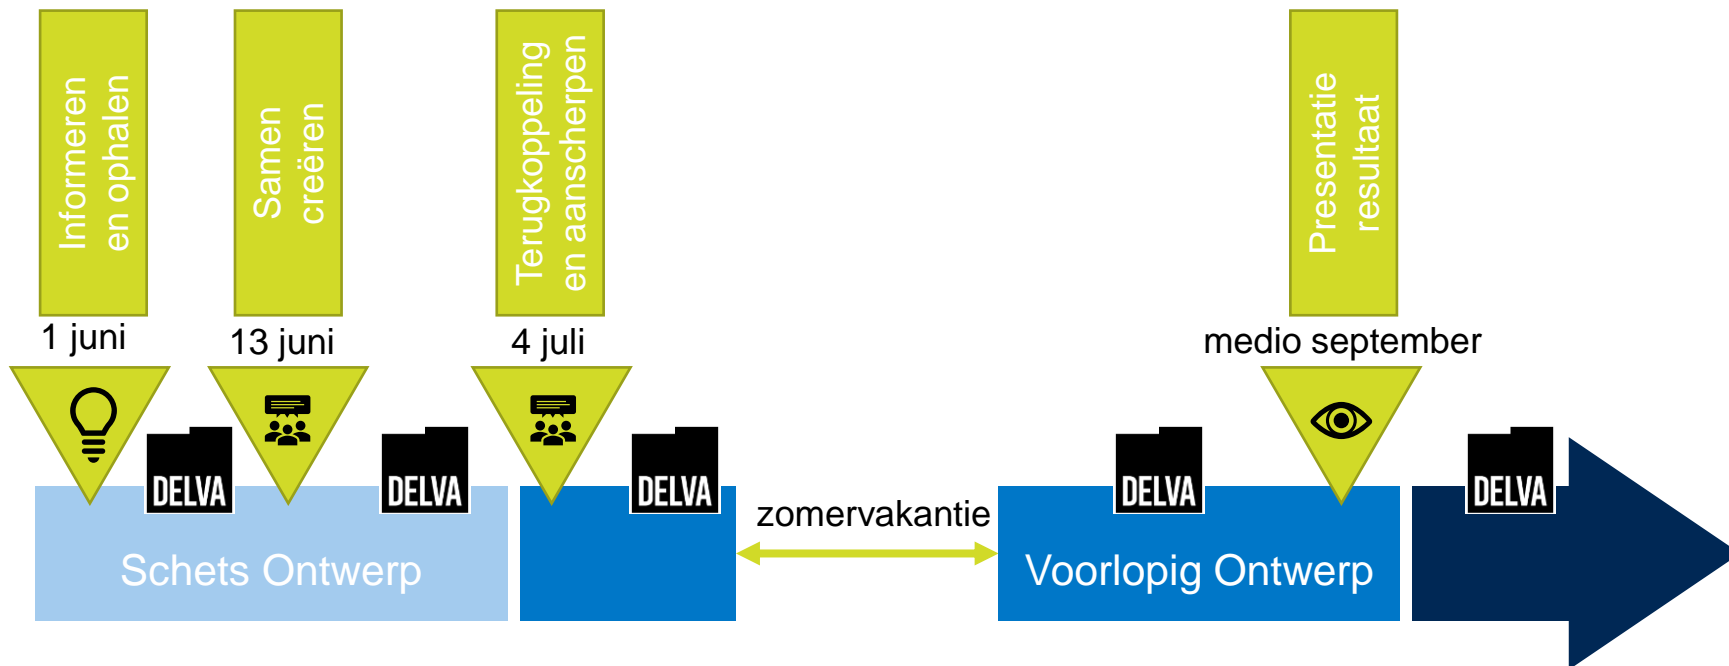 Informeren
en ophalen
Samen
creëren
Terugkoppeling
en aanscherpen
Presentatie
resultaat
1 juni
13 juni
4 juli
medio september
DELVA
DELVA
DELVA
DELVA
DELVA
zomervakantie
Schets Ontwerp
Voorlopig Ontwerp